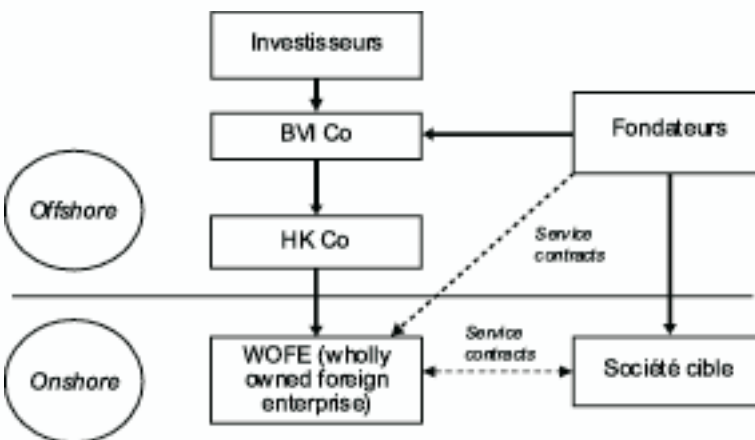 Investisseurs
BVI Co
Fondateurs
Offshore
HK Co
Service
contracts
Onshore
WOFE (wholly
owned foreign
enterprise)
Service
contracts
Société cible